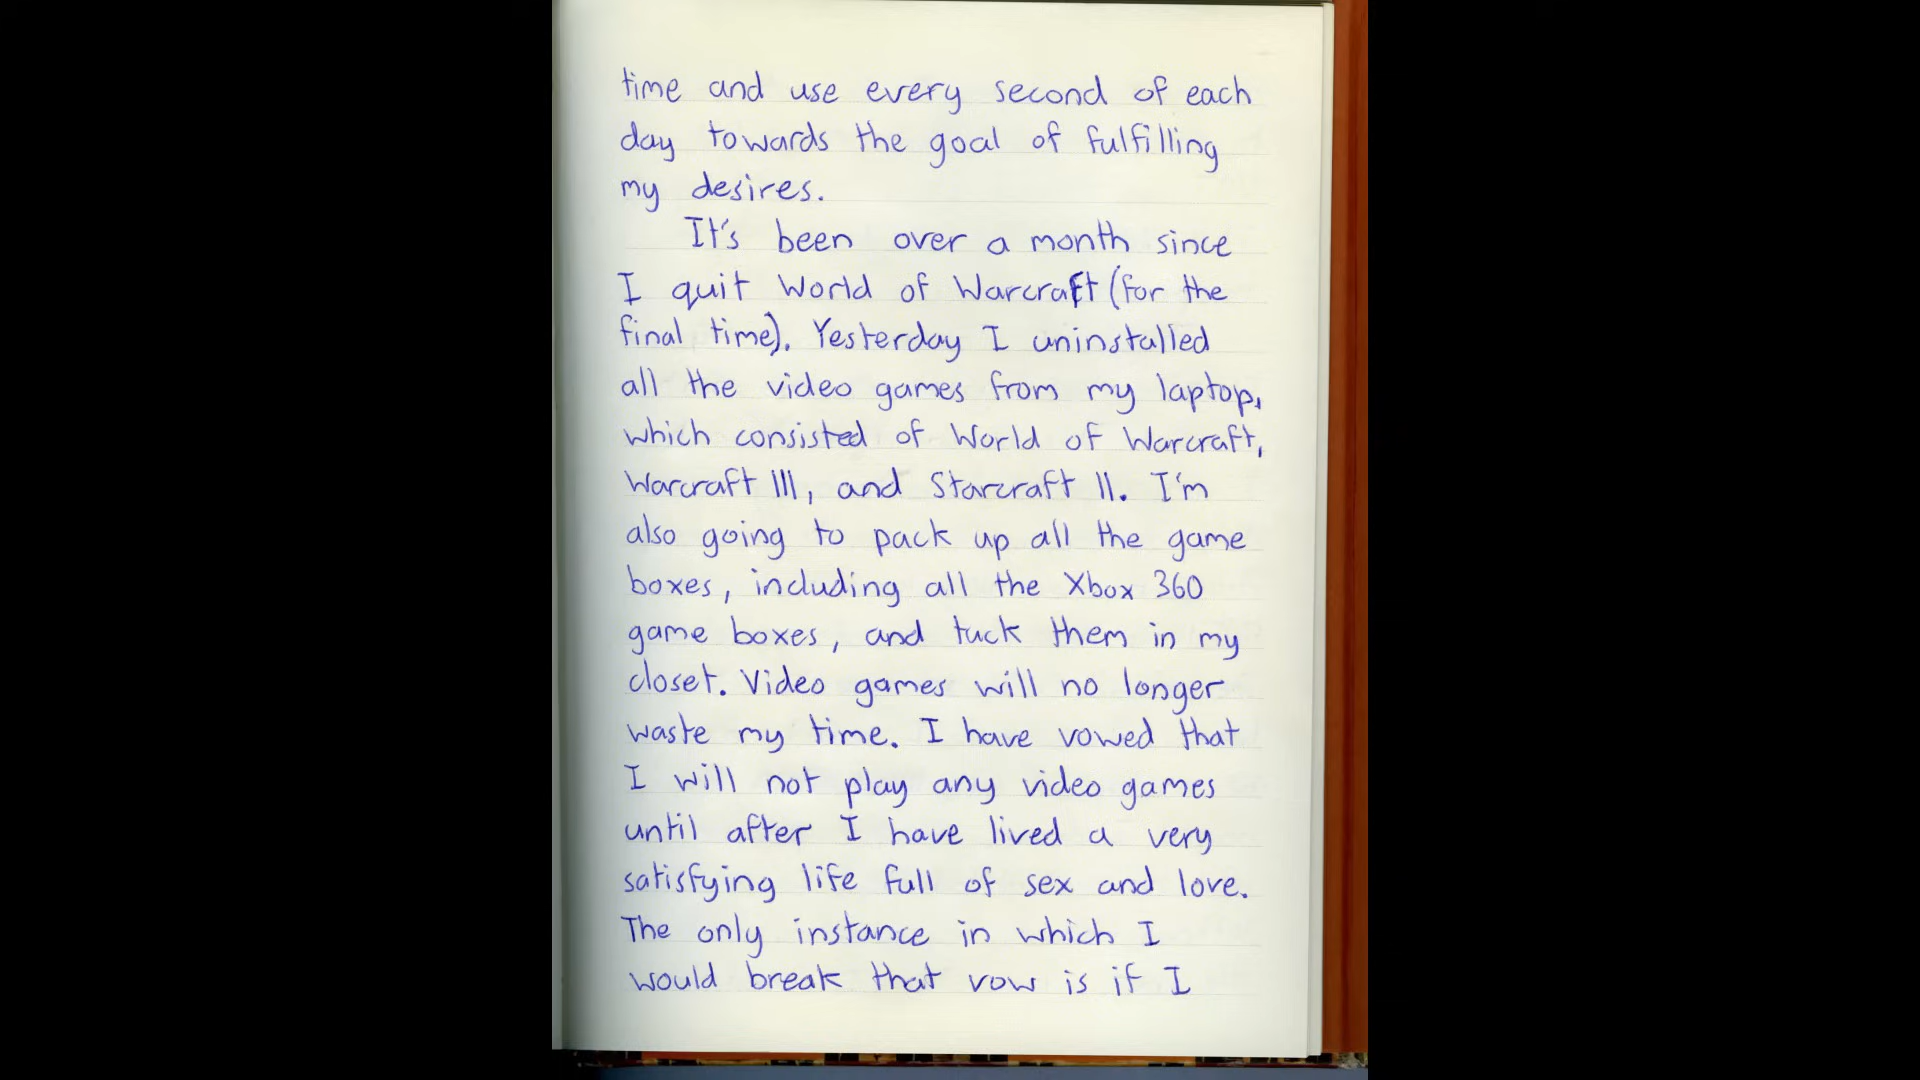 time and use every second of each
day towards the goal of fulfilling
my desires.
It's been over a month since
I quit World of Warcraft (for the
final time). Yesterday I uninstalled
all the video games from my laptop,
which consisted of World of Warcraft,
Warcraft III, and Starcraft II. I'm
also going to pack up all the game
boxes, including all the Xbox 360
game boxes, and tuck them in my
closet. Video games will no longer
waste my time. I have vowed that
I will not play any video games
until after I have lived a very
satisfying life full of sex and love.
The only instance in which I
would break that vow is if I